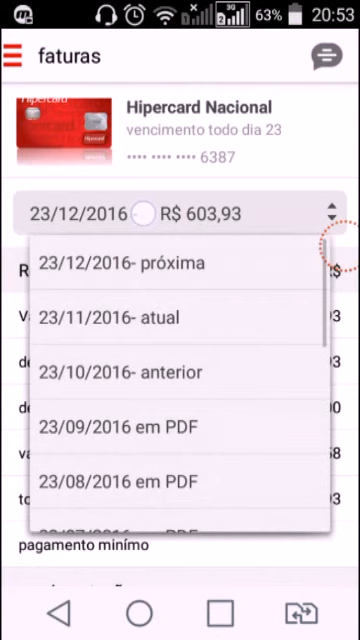 63% 20:53
faturas
Hipercard
Hipercard Nacional
vencimento todo dia 23
•••• •••• •••• 6387
23/12/2016 - R$ 603,93
23/12/2016- próxima
23/11/2016- atual
23/10/2016- anterior
23/09/2016 em PDF
23/08/2016 em PDF
pagamento minímo